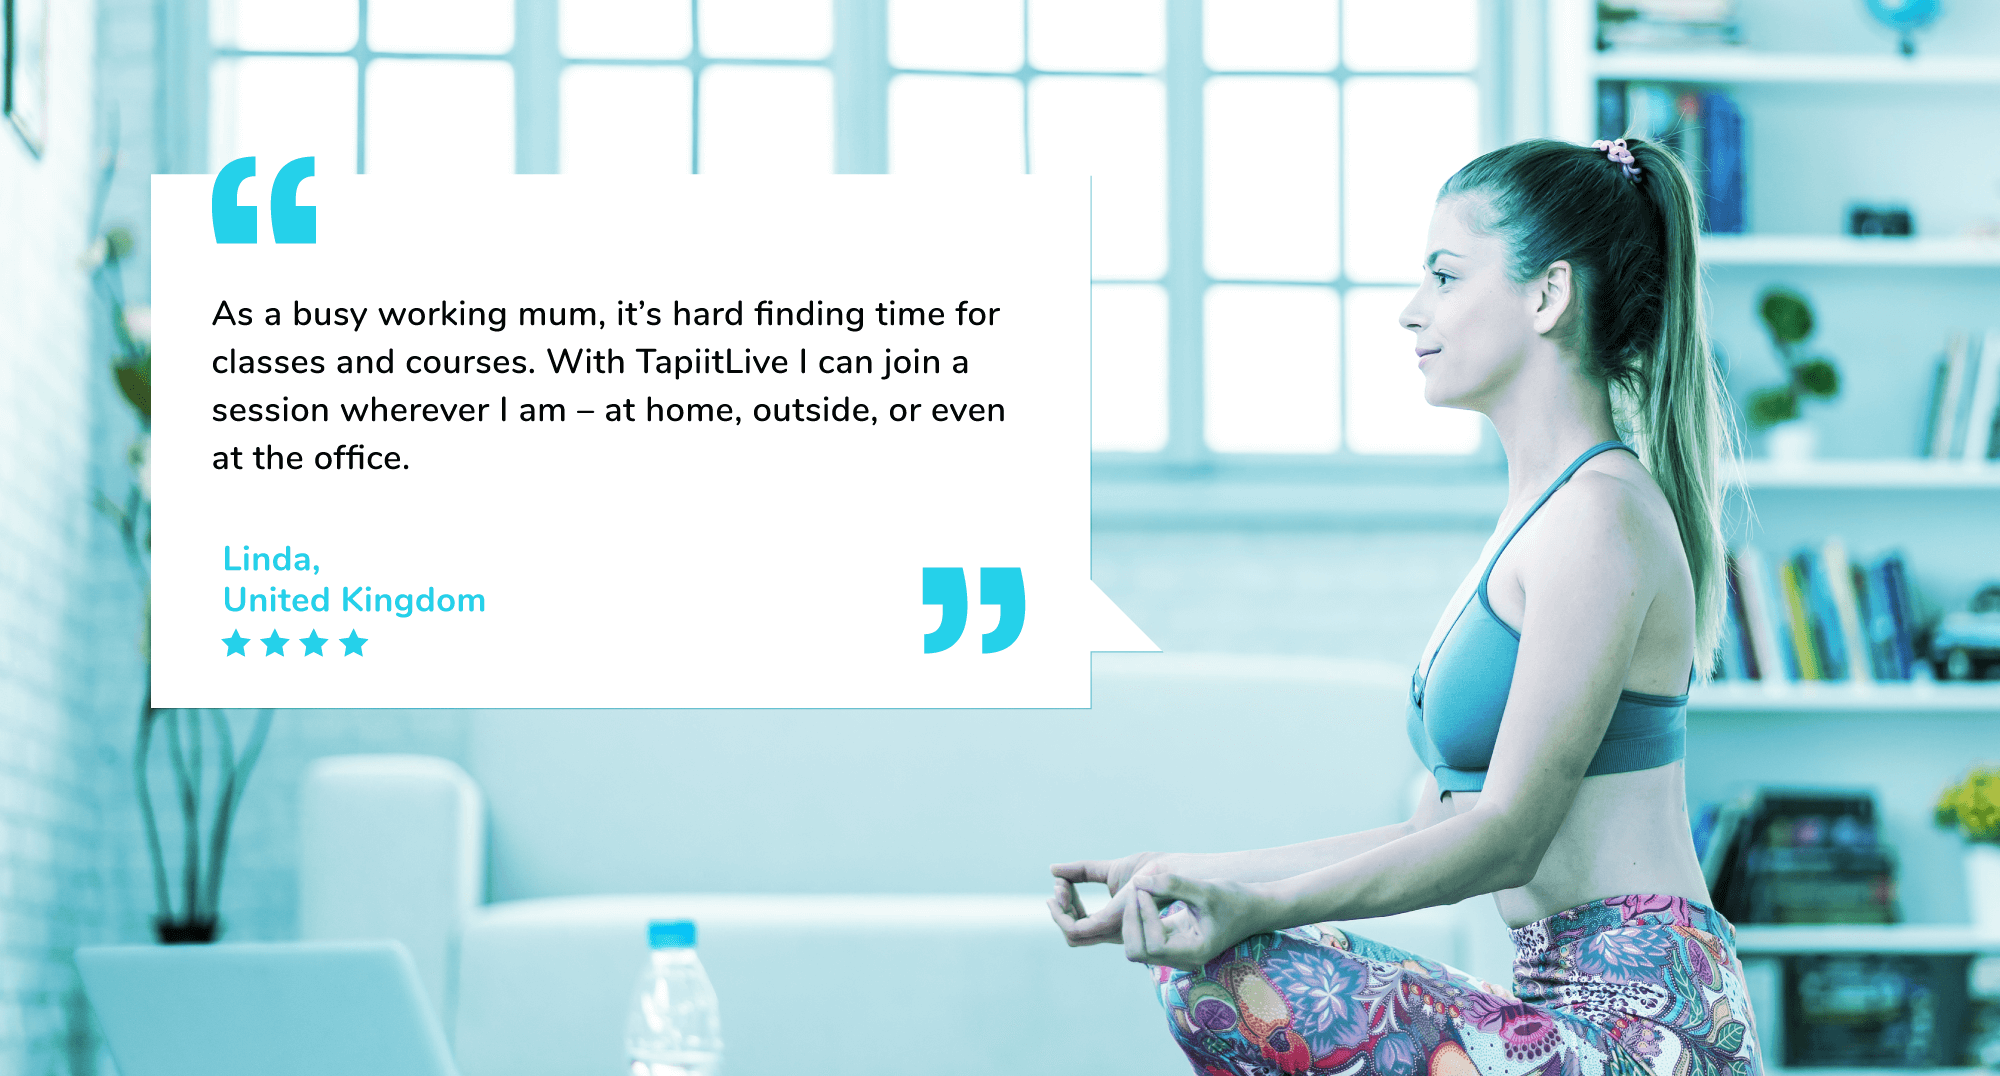 “
As a busy working mum, it’s hard finding time for
classes and courses. With TapiitLive I can join a
session wherever I am – at home, outside, or even
at the office.
Linda,
United Kingdom
★★★★
”